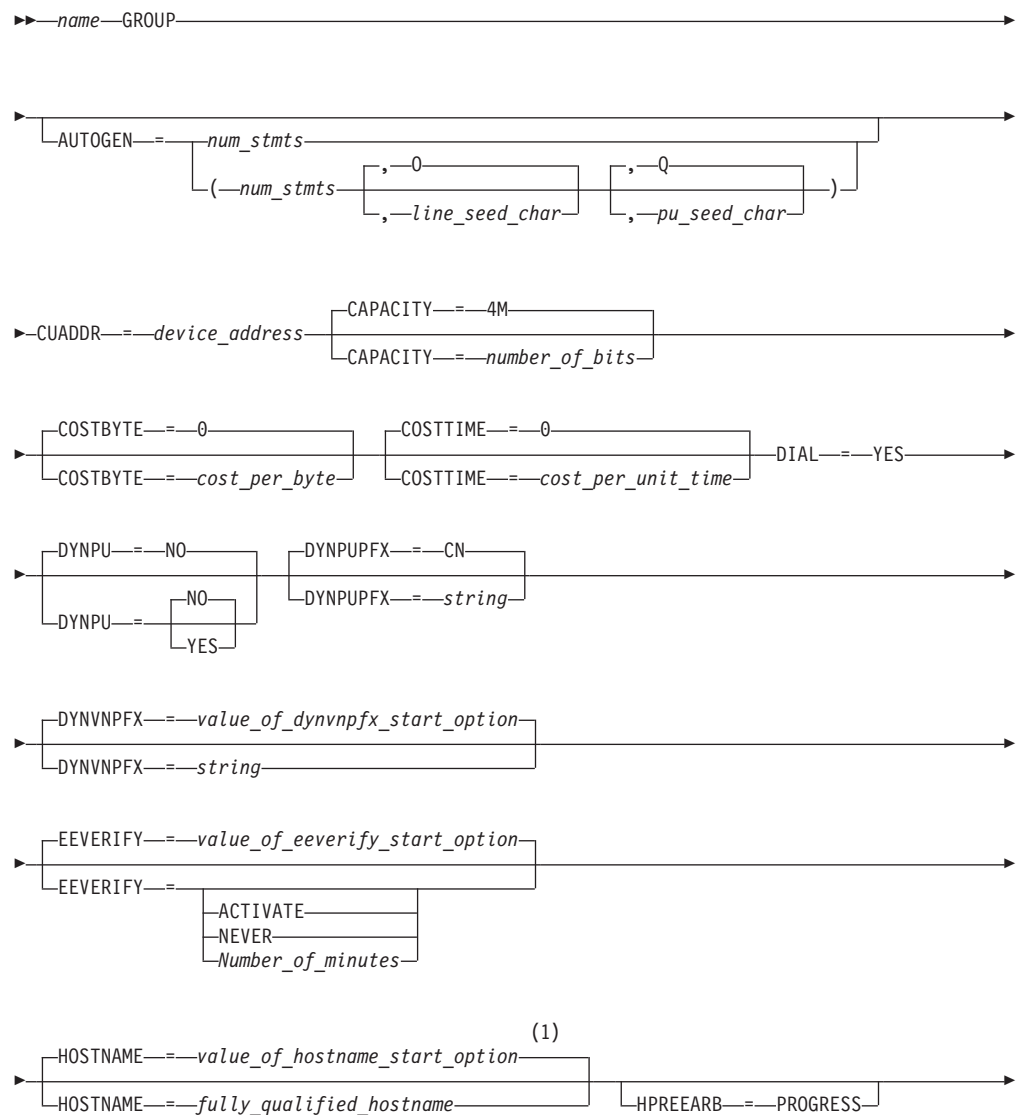 name GROUP
AUTOGEN = num_stmts
( num_stmts , O , Q )
, line_seed_char , pu_seed_char
CAPACITY = 4M
CUADDR = device_address
CAPACITY = number_of_bits
COSTBYTE = 0 COSTTIME = 0
DIAL = YES
COSTBYTE = cost_per_byte COSTTIME = cost_per_unit_time
DYNPU = NO DYNPUPFX = CN
NO DYNPUPFX = string
DYNPU =
YES
DYNVNPFX = value_of_dynvnpfx_start_option
DYNVNPFX = string
EEVERIFY = value_of_eeverify_start_option
EEVERIFY =
ACTIVATE
NEVER
Number_of_minutes
(1)
HOSTNAME = value_of_hostname_start_option
HOSTNAME = fully_qualified_hostname HPREEARB = PROGRESS